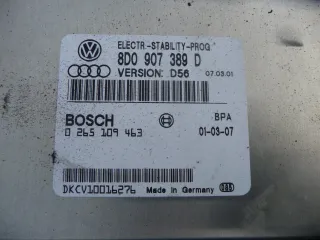 ELECTR.-STABILITY-PROG.
8D0 907 389 D
VERSION: D56 07.03.01
BOSCH BPA
0 265 109 463 01-03-07
DKCV10016276 Made in Germany